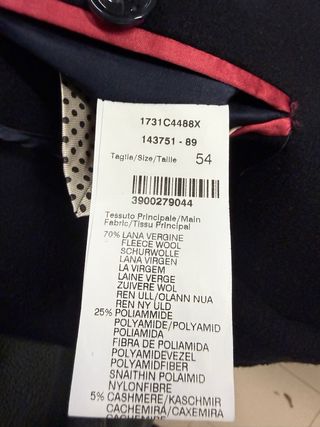 1731C4488X
143751 - 89
Taglia/Size/Taille 54
3900279044
Tessuto Principale/Main
Fabric/Tissu Principal
70% LANA VERGINE
FLEECE WOOL
SCHURWOLLE
LANA VIRGEN
LA VIRGEM
LAINE VERGE
ZUIVERE WOL
REN ULL/OLANN NUA
REN NY ULD
25% POLIAMMIDE
POLYAMIDE/POLYAMID
POLIAMIDA
FIBRA DE POLIAMIDA
POLYAMIDEVEZEL
POLYAMIDFIBER
SNAITHIN POLAIMID
NYLONFIBRE
5% CASHMERE/KASCHMIR
CACHEMIRA/CAXEMIRA